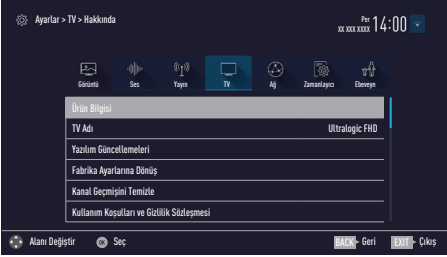 Ayarlar > TV > Hakkında
Per
xx xxx xxxx 14:00
Görüntü Ses Yayın TV Ağ Zamanlayıcı Ebeveyn
Ürün Bilgisi
TV Adı Ultralogic FHD
Yazılım Güncellemeleri
Fabrika Ayarlarına Dönüş
Kanal Geçmişini Temizle
Kullanım Koşulları ve Gizlilik Sözleşmesi
Alanı Değiştir OK Seç BACK Geri EXIT Çıkış